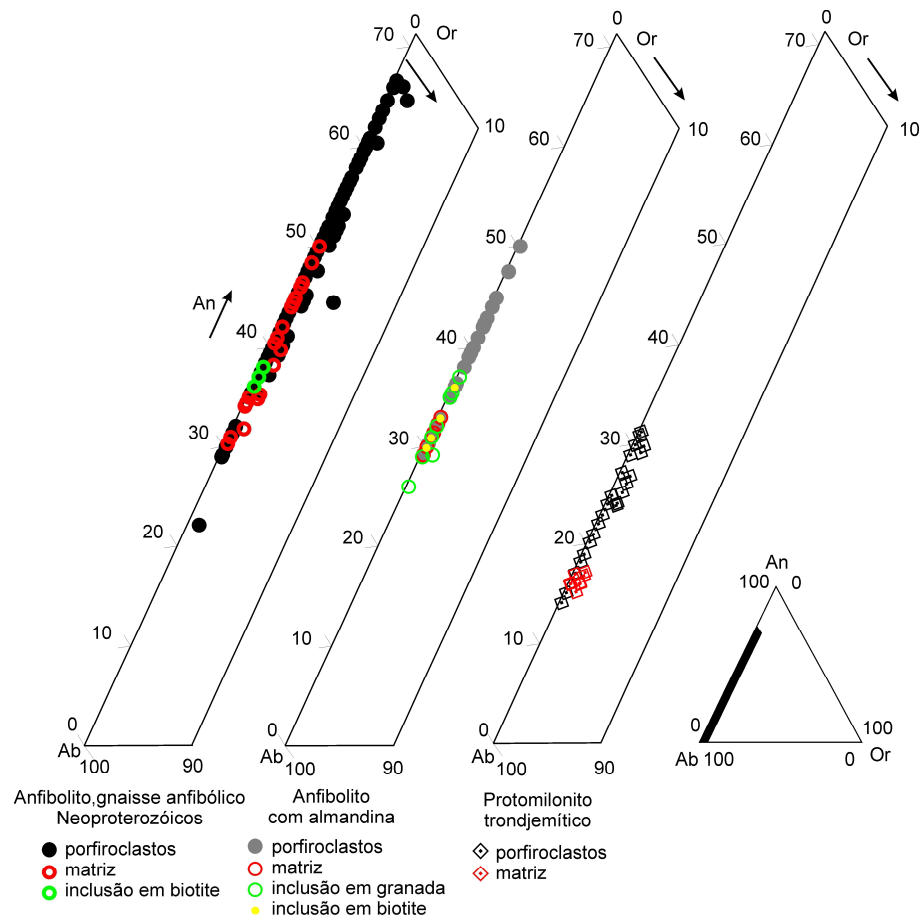 0
70
Or
10
60
50
An
40
30
20
10
0
Ab
100
90
0
70
Or
10
60
50
40
30
20
10
0
Ab
100
90
0
70
Or
10
60
50
40
30
20
10
0
Ab
100
90
An
100
0
0
Ab 100
100
0
Or
Anfibolito,gnaisse anfibólico
Neoproterozóicos
porfiroclastos
matriz
inclusão em biotite
Anfibolito
com almandina
porfiroclastos
matriz
inclusão em granada
inclusão em biotite
Protomilonito
trondjemítico
porfiroclastos
matriz